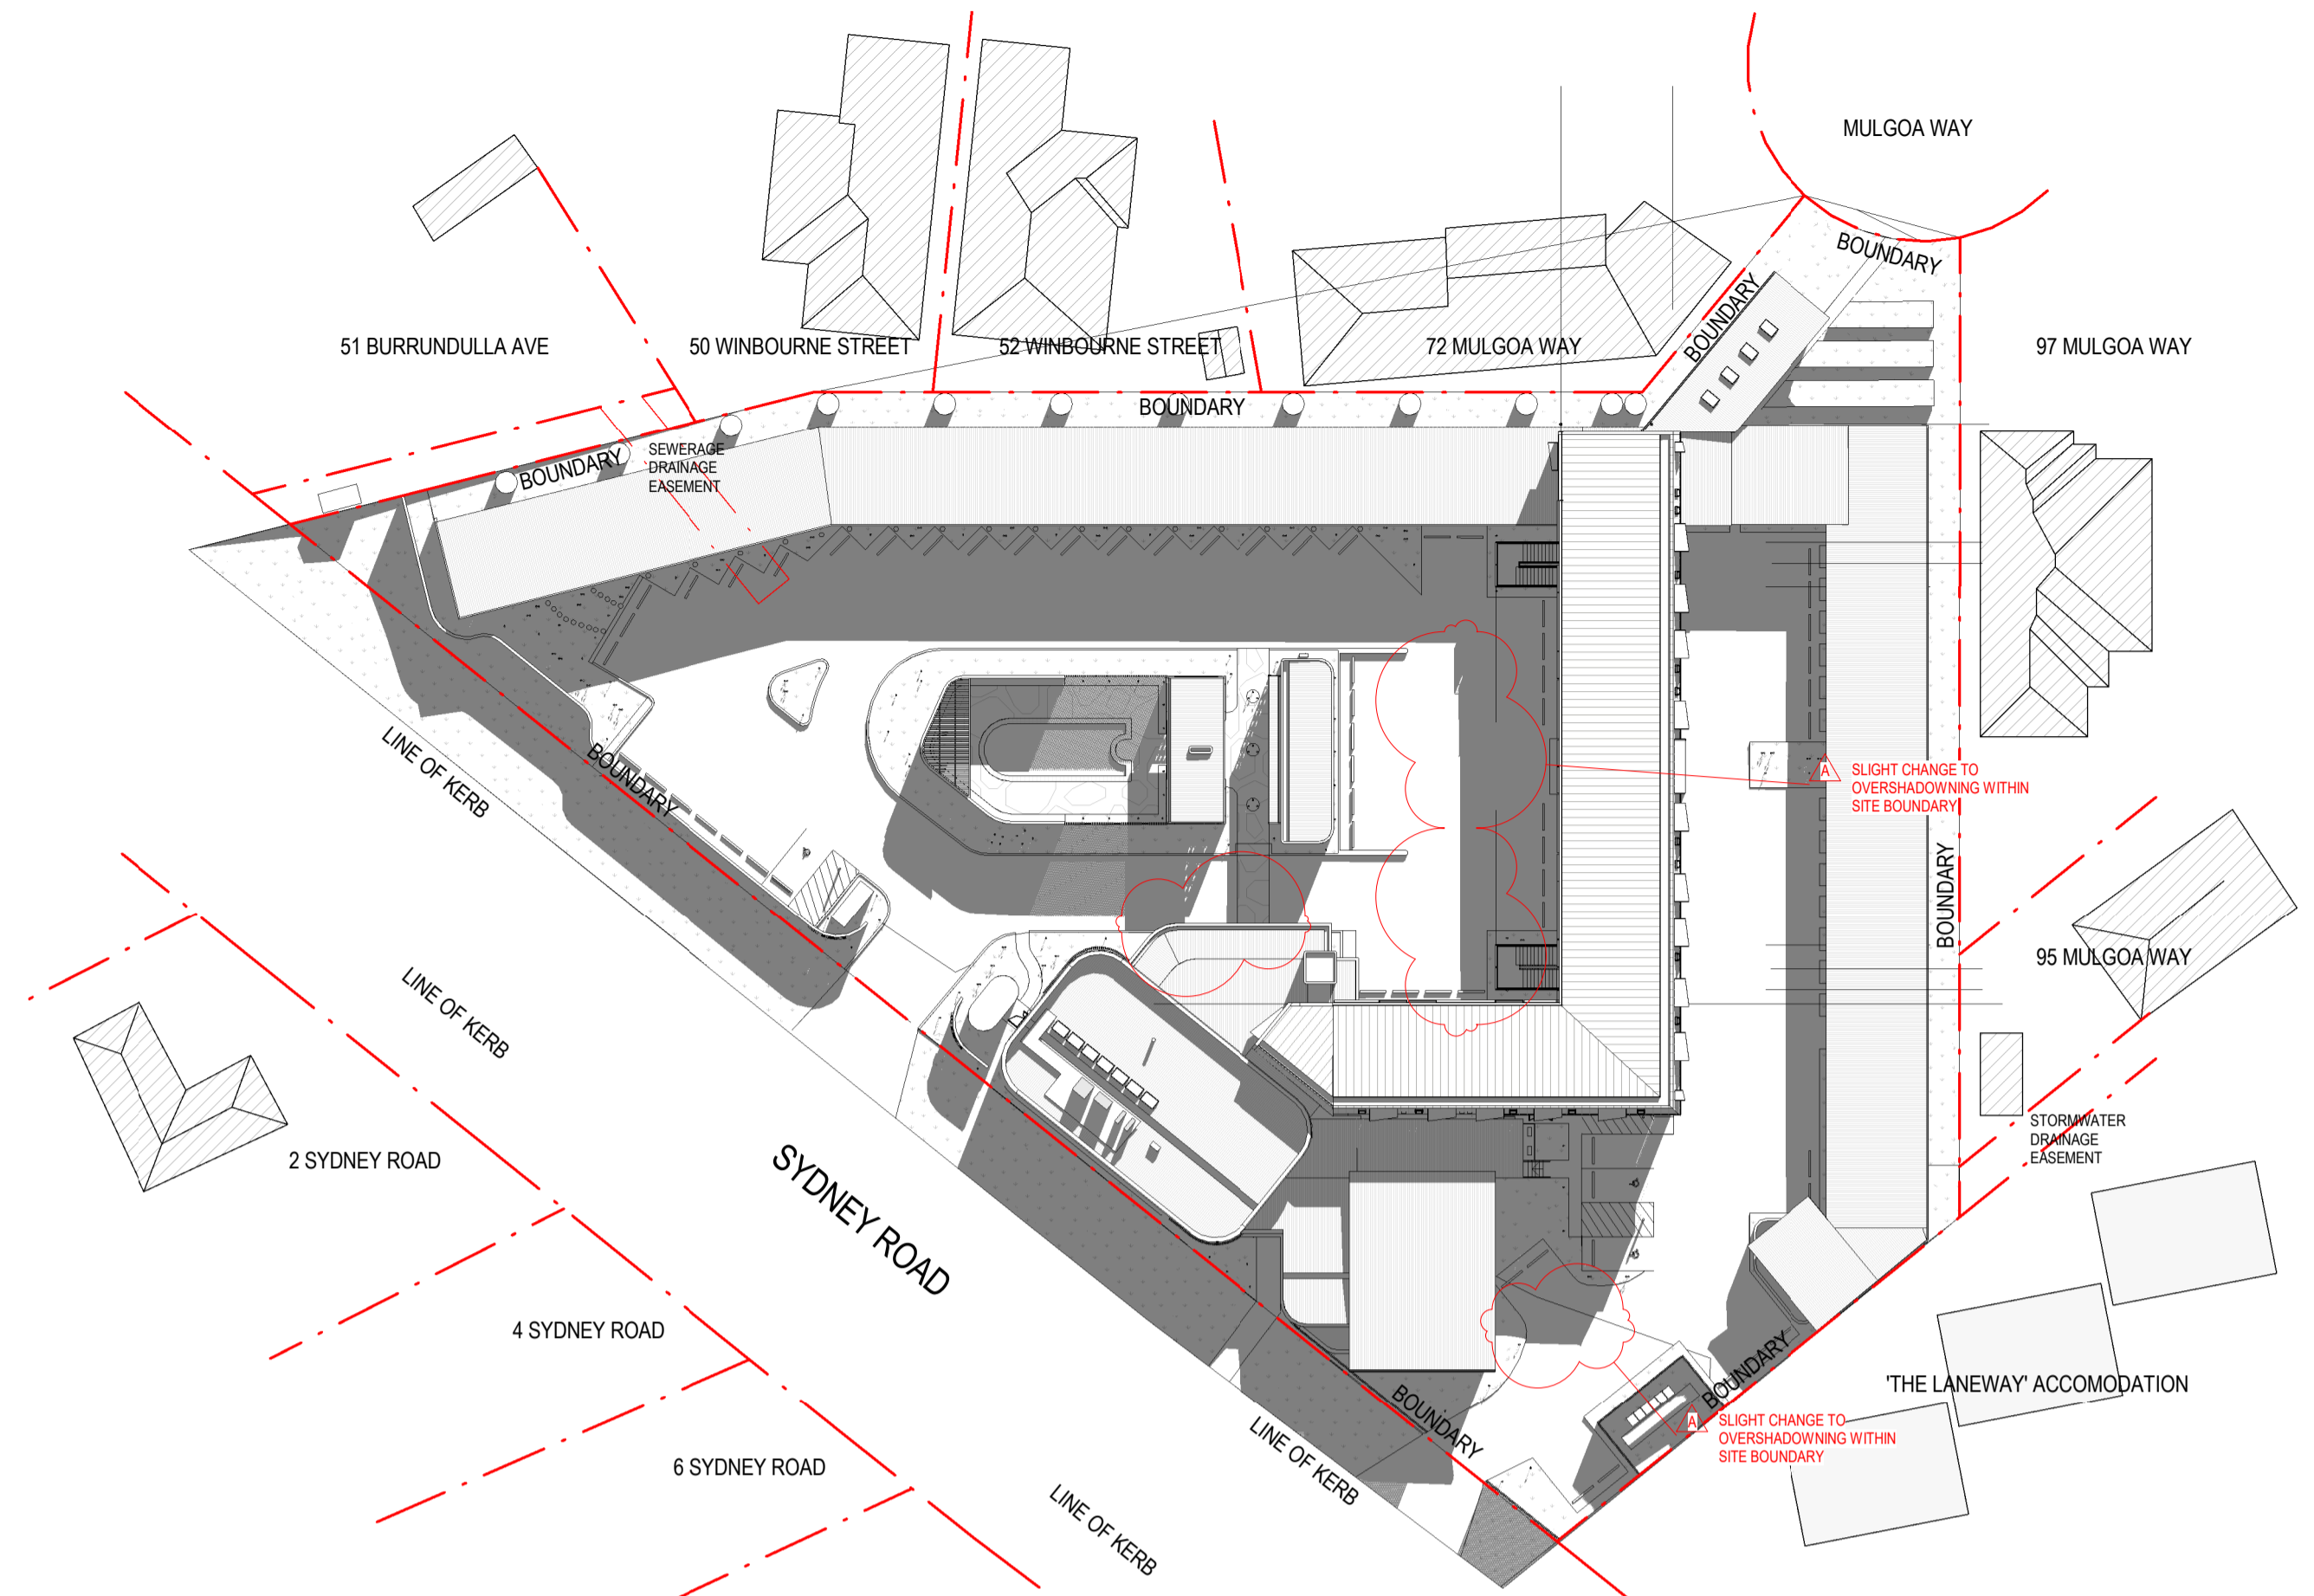 MULGOA WAY
BOUNDARY
BOUNDARY
51 BURRUNDULLA AVE
50 WINBOURNE STREET
52 WINBOURNE STREET
72 MULGOA WAY
97 MULGOA WAY
BOUNDARY
BOUNDARY
SEWERAGE
DRAINAGE
EASEMENT
LINE OF KERB
BOUNDARY
A
SLIGHT CHANGE TO
OVERSHADOWNING WITHIN
SITE BOUNDARY
BOUNDARY
95 MULGOA WAY
LINE OF KERB
STORMWATER
DRAINAGE
EASEMENT
2 SYDNEY ROAD
SYDNEY ROAD
4 SYDNEY ROAD
BOUNDARY
'THE LANEWAY' ACCOMODATION
BOUNDARY
A
SLIGHT CHANGE TO
OVERSHADOWNING WITHIN
SITE BOUNDARY
6 SYDNEY ROAD
LINE OF KERB
LINE OF KERB